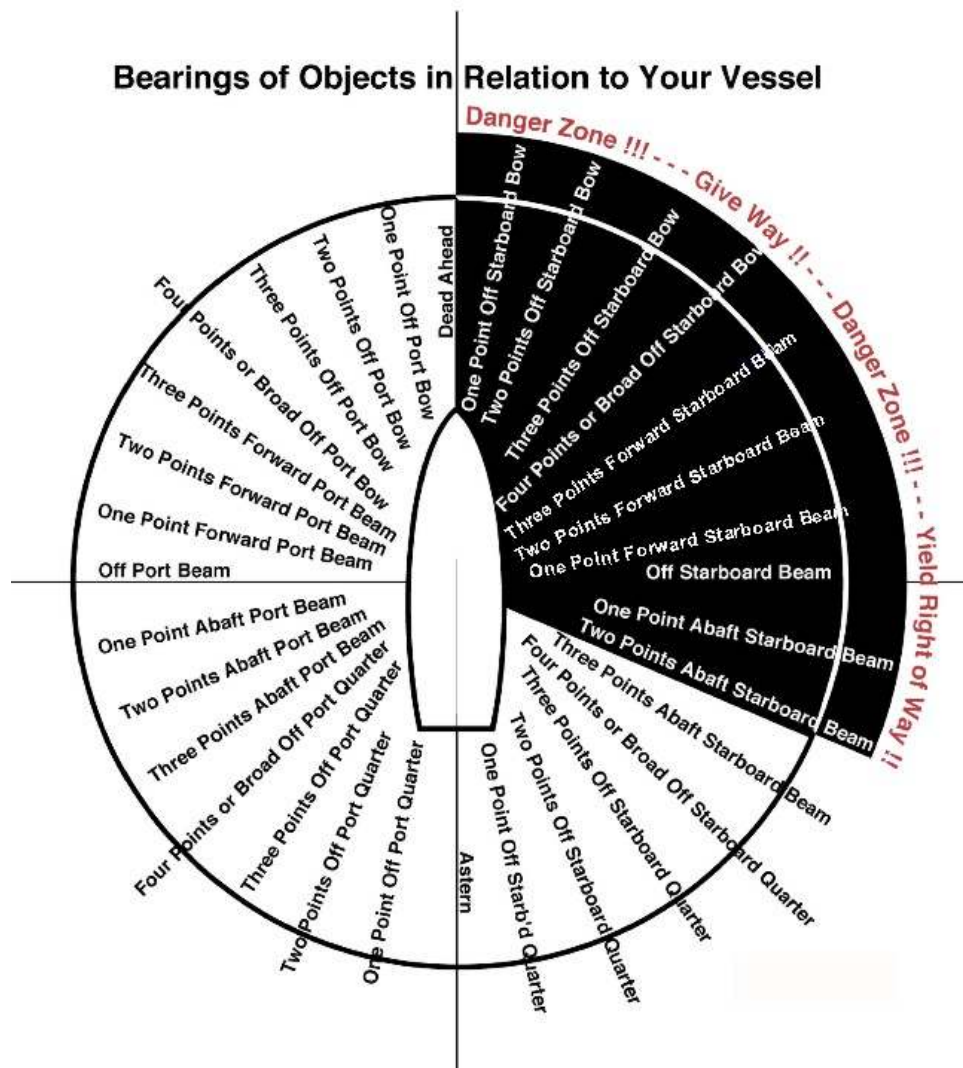 Bearings of Objects in Relation to Your Vessel
Danger Zone !!! - - - Give Way !! - - - Danger Zone !!! - - - Yield Right of Way !!
Dead Ahead
One Point Off Starboard Bow
Two Points Off Starboard Bow
Three Points Off Starboard Bow
Four Points or Broad Off Starboard Bow
Three Points Forward Starboard Beam
Two Points Forward Starboard Beam
One Point Forward Starboard Beam
Off Starboard Beam
One Point Abaft Starboard Beam
Two Points Abaft Starboard Beam
Three Points Abaft Starboard Beam
Four Points or Broad Off Starboard Quarter
Three Points Off Starboard Quarter
Two Points Off Starboard Quarter
One Point Off Starb'd Quarter
Astern
One Point Off Port Quarter
Two Points Off Port Quarter
Three Points Off Port Quarter
Four Points or Broad Off Port Quarter
Three Points Abaft Port Beam
Two Points Abaft Port Beam
One Point Abaft Port Beam
Off Port Beam
One Point Forward Port Beam
Two Points Forward Port Beam
Three Points Forward Port Beam
Four Points or Broad Off Port Bow
Three Points Off Port Bow
Two Points Off Port Bow
One Point Off Port Bow